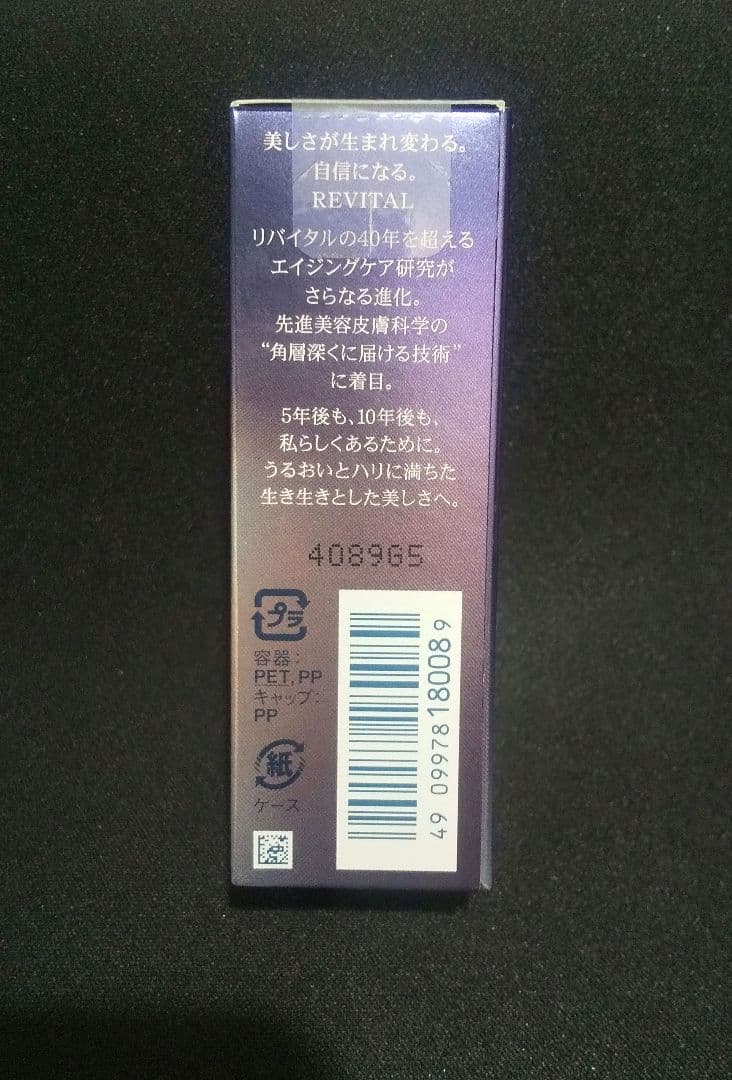 美しさが生まれ変わる。
自信になる。
REVITAL
リバイタルの40年を超える
エイジングケア研究が
さらなる進化。
先進美容皮膚科学の
“角層深くに届ける技術”
に着目。
5年後も、10年後も、
私らしくあるために。
うるおいとハリに満ちた
生き生きとした美しさへ。
4089G5
プラ
容器：
PET, PP
キャップ：
PP
紙
ケース
49 09978 18008 9